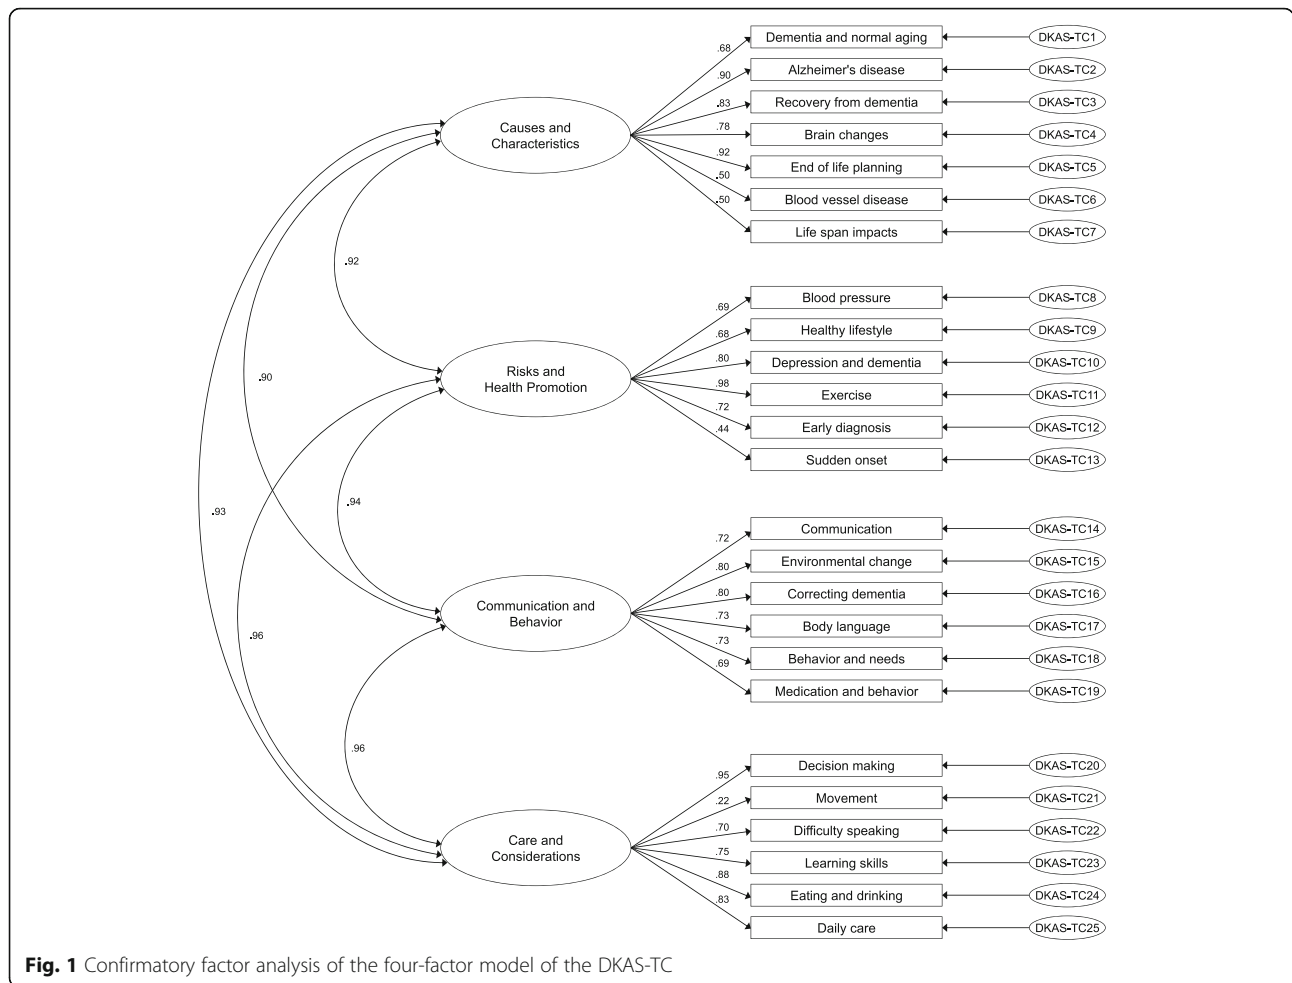 Dementia and normal aging
DKAS-TC1
.68
Alzheimer's disease
DKAS-TC2
.90
Recovery from dementia
DKAS-TC3
.83
Causes and
Characteristics
.78
Brain changes
DKAS-TC4
.92
End of life planning
DKAS-TC5
.50
Blood vessel disease
DKAS-TC6
.50
Life span impacts
DKAS-TC7
.92
Blood pressure
DKAS-TC8
.69
Healthy lifestyle
DKAS-TC9
.68
Depression and dementia
DKAS-TC10
.80
Risks and
Health Promotion
.90
.98
Exercise
DKAS-TC11
.72
Early diagnosis
DKAS-TC12
.44
Sudden onset
DKAS-TC13
.94
.93
Communication
DKAS-TC14
.72
Environmental change
DKAS-TC15
.80
Correcting dementia
DKAS-TC16
.80
Communication and
Behavior
.73
Body language
DKAS-TC17
.96
.73
Behavior and needs
DKAS-TC18
.69
Medication and behavior
DKAS-TC19
.96
Decision making
DKAS-TC20
.95
Movement
DKAS-TC21
.22
Difficulty speaking
DKAS-TC22
.70
Care and
Considerations
.75
Learning skills
DKAS-TC23
.88
Eating and drinking
DKAS-TC24
.83
Daily care
DKAS-TC25
Fig. 1 Confirmatory factor analysis of the four-factor model of the DKAS-TC